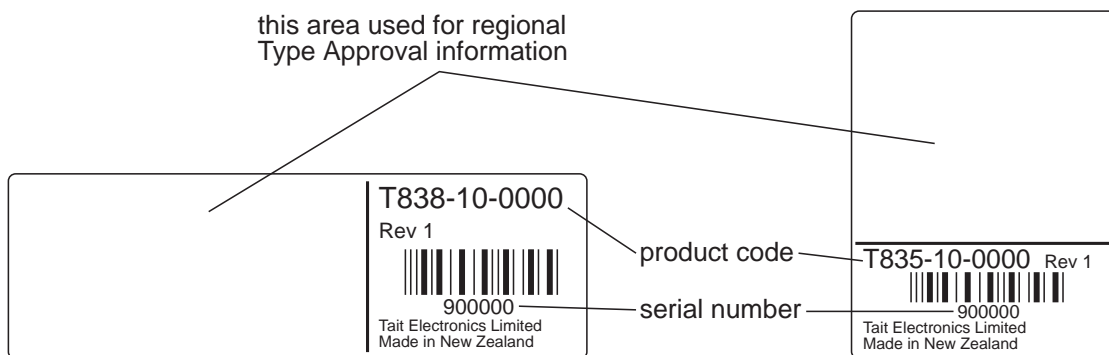 this area used for regional
Type Approval information
T838-10-0000
Rev 1
900000
Tait Electronics Limited
Made in New Zealand
product code
serial number
T835-10-0000 Rev 1
900000
Tait Electronics Limited
Made in New Zealand